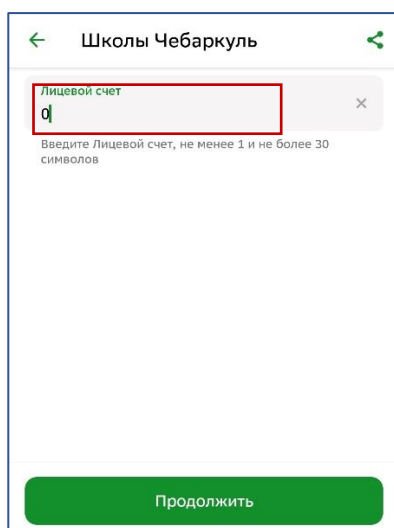 Школы Чебаркуль
Лицевой счет
0
Введите Лицевой счет, не менее 1 и не более 30
символов
Продолжить